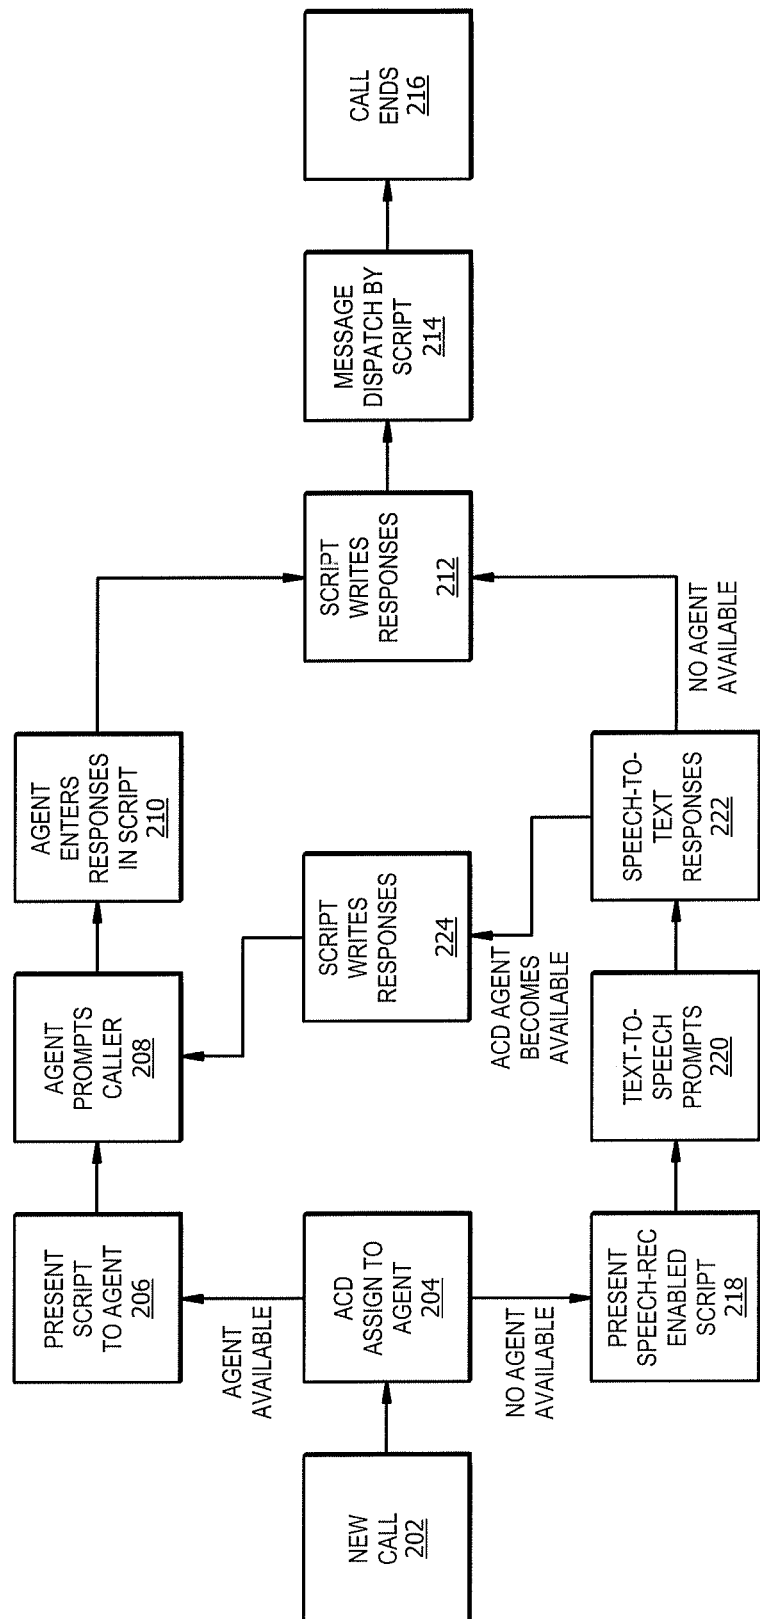 NEW
CALL
202
ACD
ASSIGN TO
AGENT
204
AGENT
AVAILABLE
NO AGENT
AVAILABLE
PRESENT
SCRIPT
TO AGENT
206
AGENT
PROMPTS
CALLER
208
AGENT
ENTERS
RESPONSES
IN SCRIPT
210
PRESENT
SPEECH-REC
ENABLED
SCRIPT
218
TEXT-TO-
SPEECH
PROMPTS
220
SPEECH-TO-
TEXT
RESPONSES
222
ACD AGENT
BECOMES
AVAILABLE
SCRIPT
WRITES
RESPONSES
224
NO AGENT
AVAILABLE
SCRIPT
WRITES
RESPONSES
212
MESSAGE
DISPATCH BY
SCRIPT
214
CALL
ENDS
216